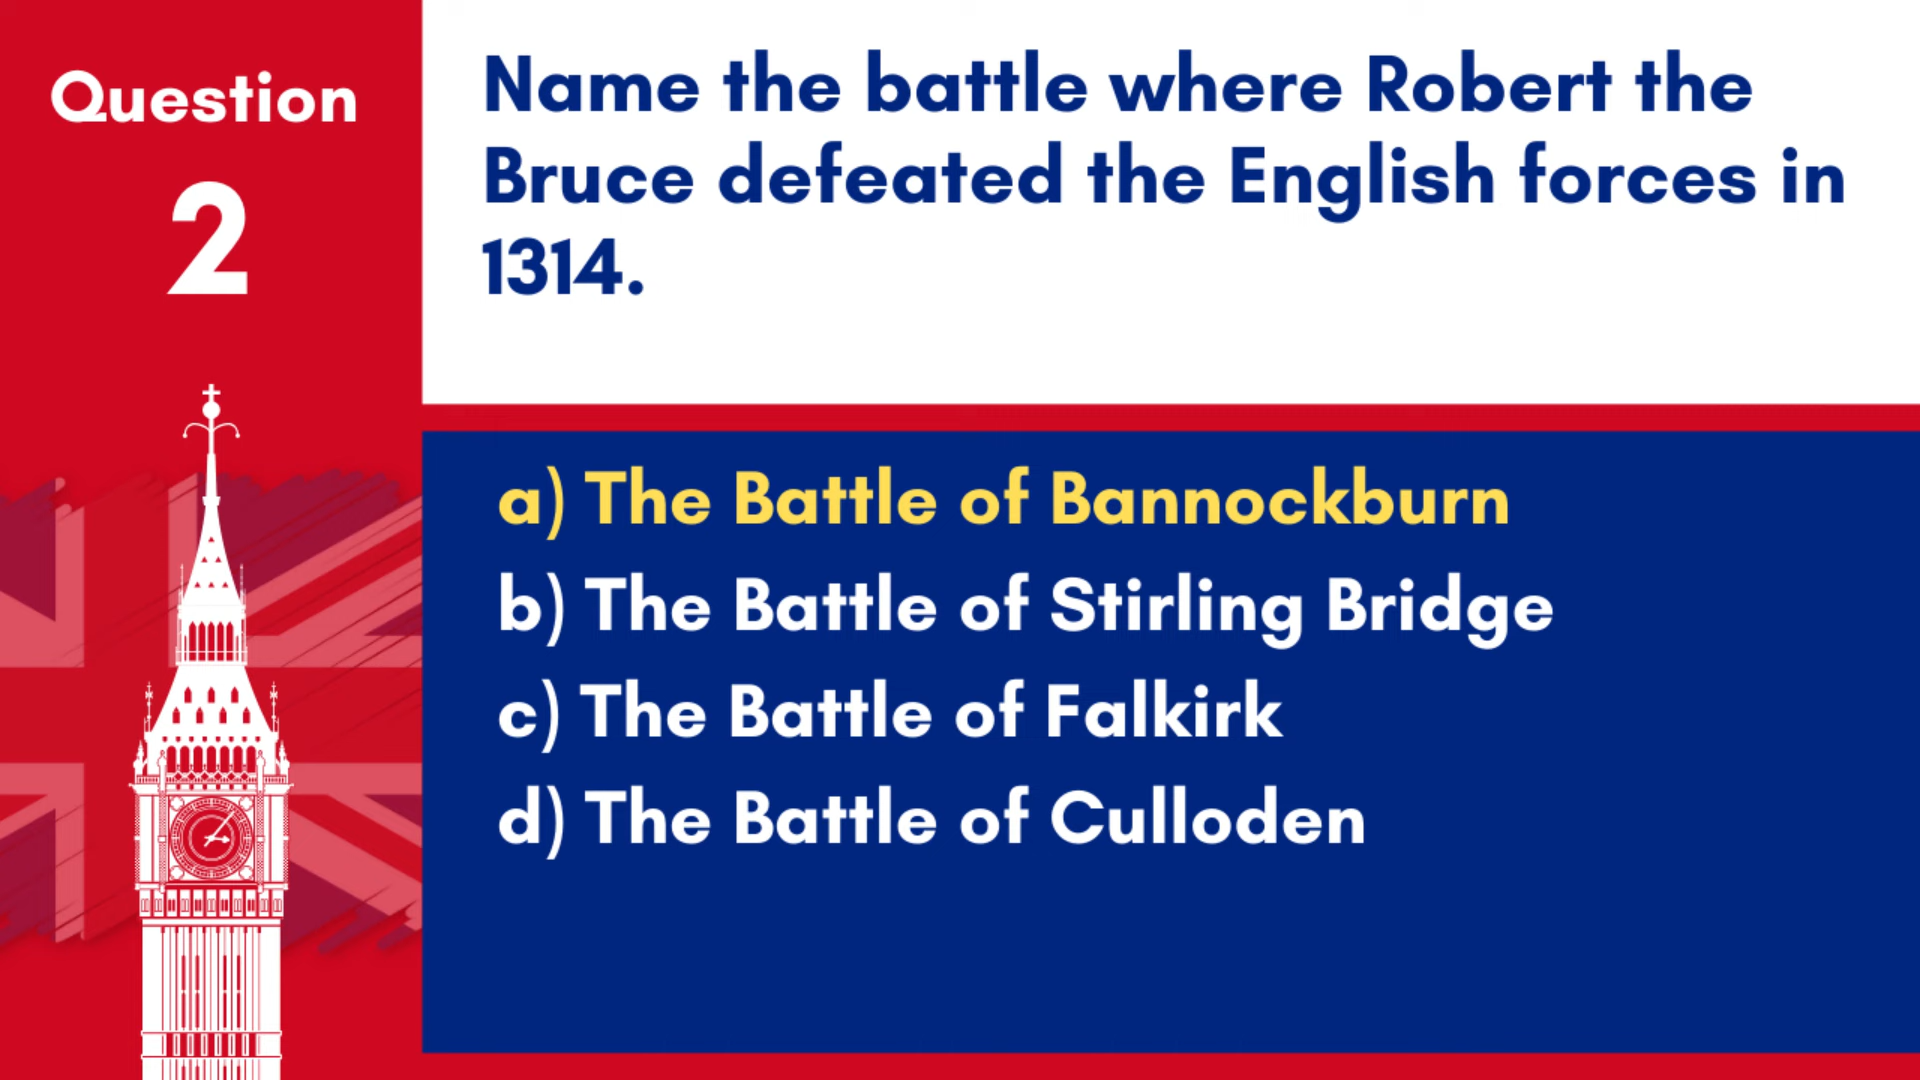 Question
2
Name the battle where Robert the
Bruce defeated the English forces in
1314.
a) The Battle of Bannockburn
b) The Battle of Stirling Bridge
c) The Battle of Falkirk
d) The Battle of Culloden